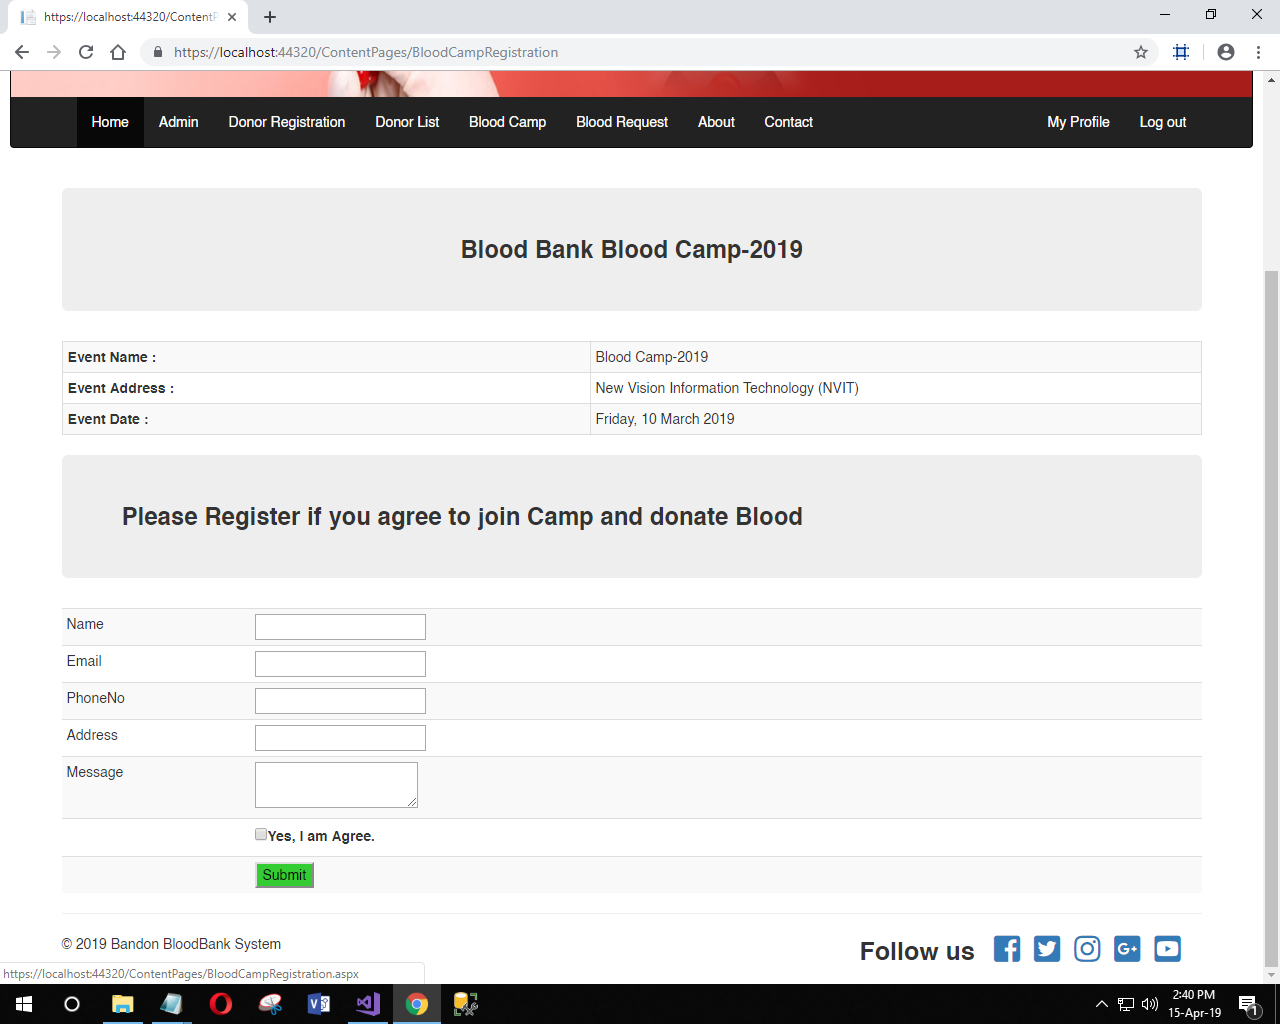 https://localhost:44320/ContentP
https://localhost:44320/ContentPages/BloodCampRegistration
Home Admin Donor Registration Donor List Blood Camp Blood Request About Contact My Profile Log out
Blood Bank Blood Camp-2019
Event Name : Blood Camp-2019
Event Address : New Vision Information Technology (NVIT)
Event Date : Friday, 10 March 2019
Please Register if you agree to join Camp and donate Blood
Name
Email
PhoneNo
Address
Message
Yes, I am Agree.
Submit
© 2019 Bandon BloodBank System
Follow us
https://localhost:44320/ContentPages/BloodCampRegistration.aspx
2:40 PM
15-Apr-19
1